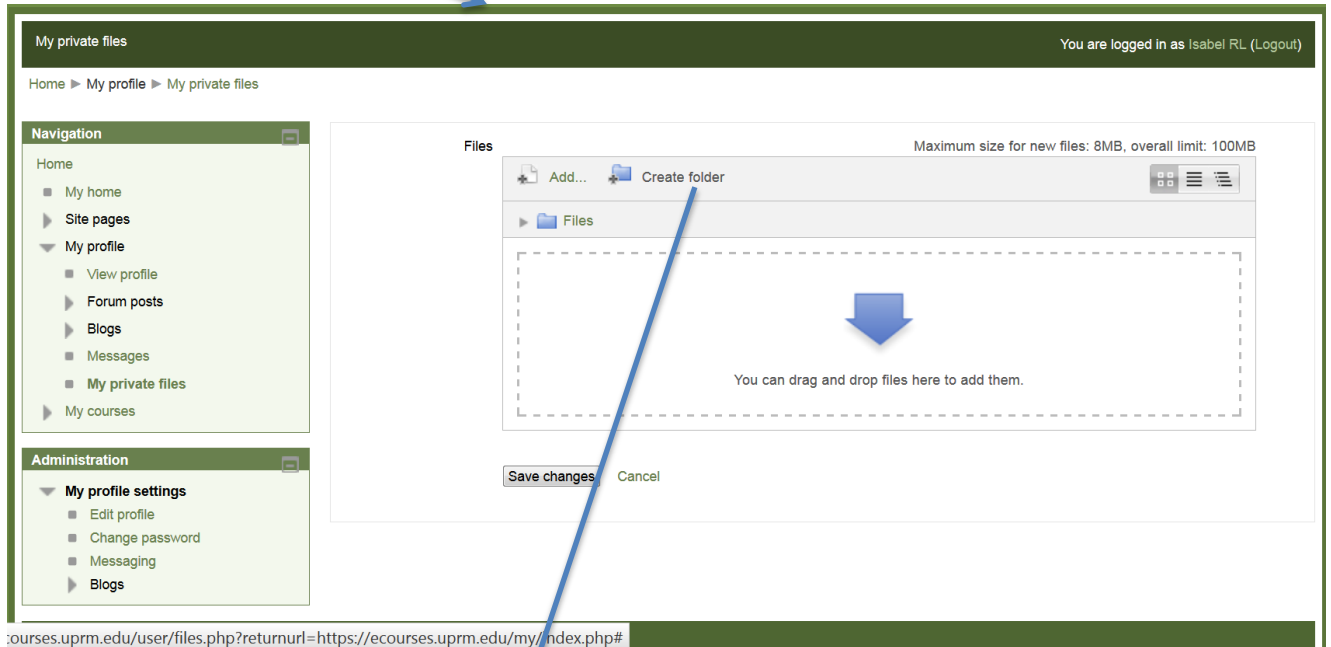 My private files
You are logged in as Isabel RL (Logout)
Home ► My profile ► My private files
Navigation
Home
My home
Site pages
My profile
View profile
Forum posts
Blogs
Messages
My private files
My courses
Administration
My profile settings
Edit profile
Change password
Messaging
Blogs
Files
Maximum size for new files: 8MB, overall limit: 100MB
Add...
Create folder
Files
You can drag and drop files here to add them.
Save changes
Cancel
courses.uprm.edu/user/files.php?returnurl=https://ecourses.uprm.edu/my/index.php#